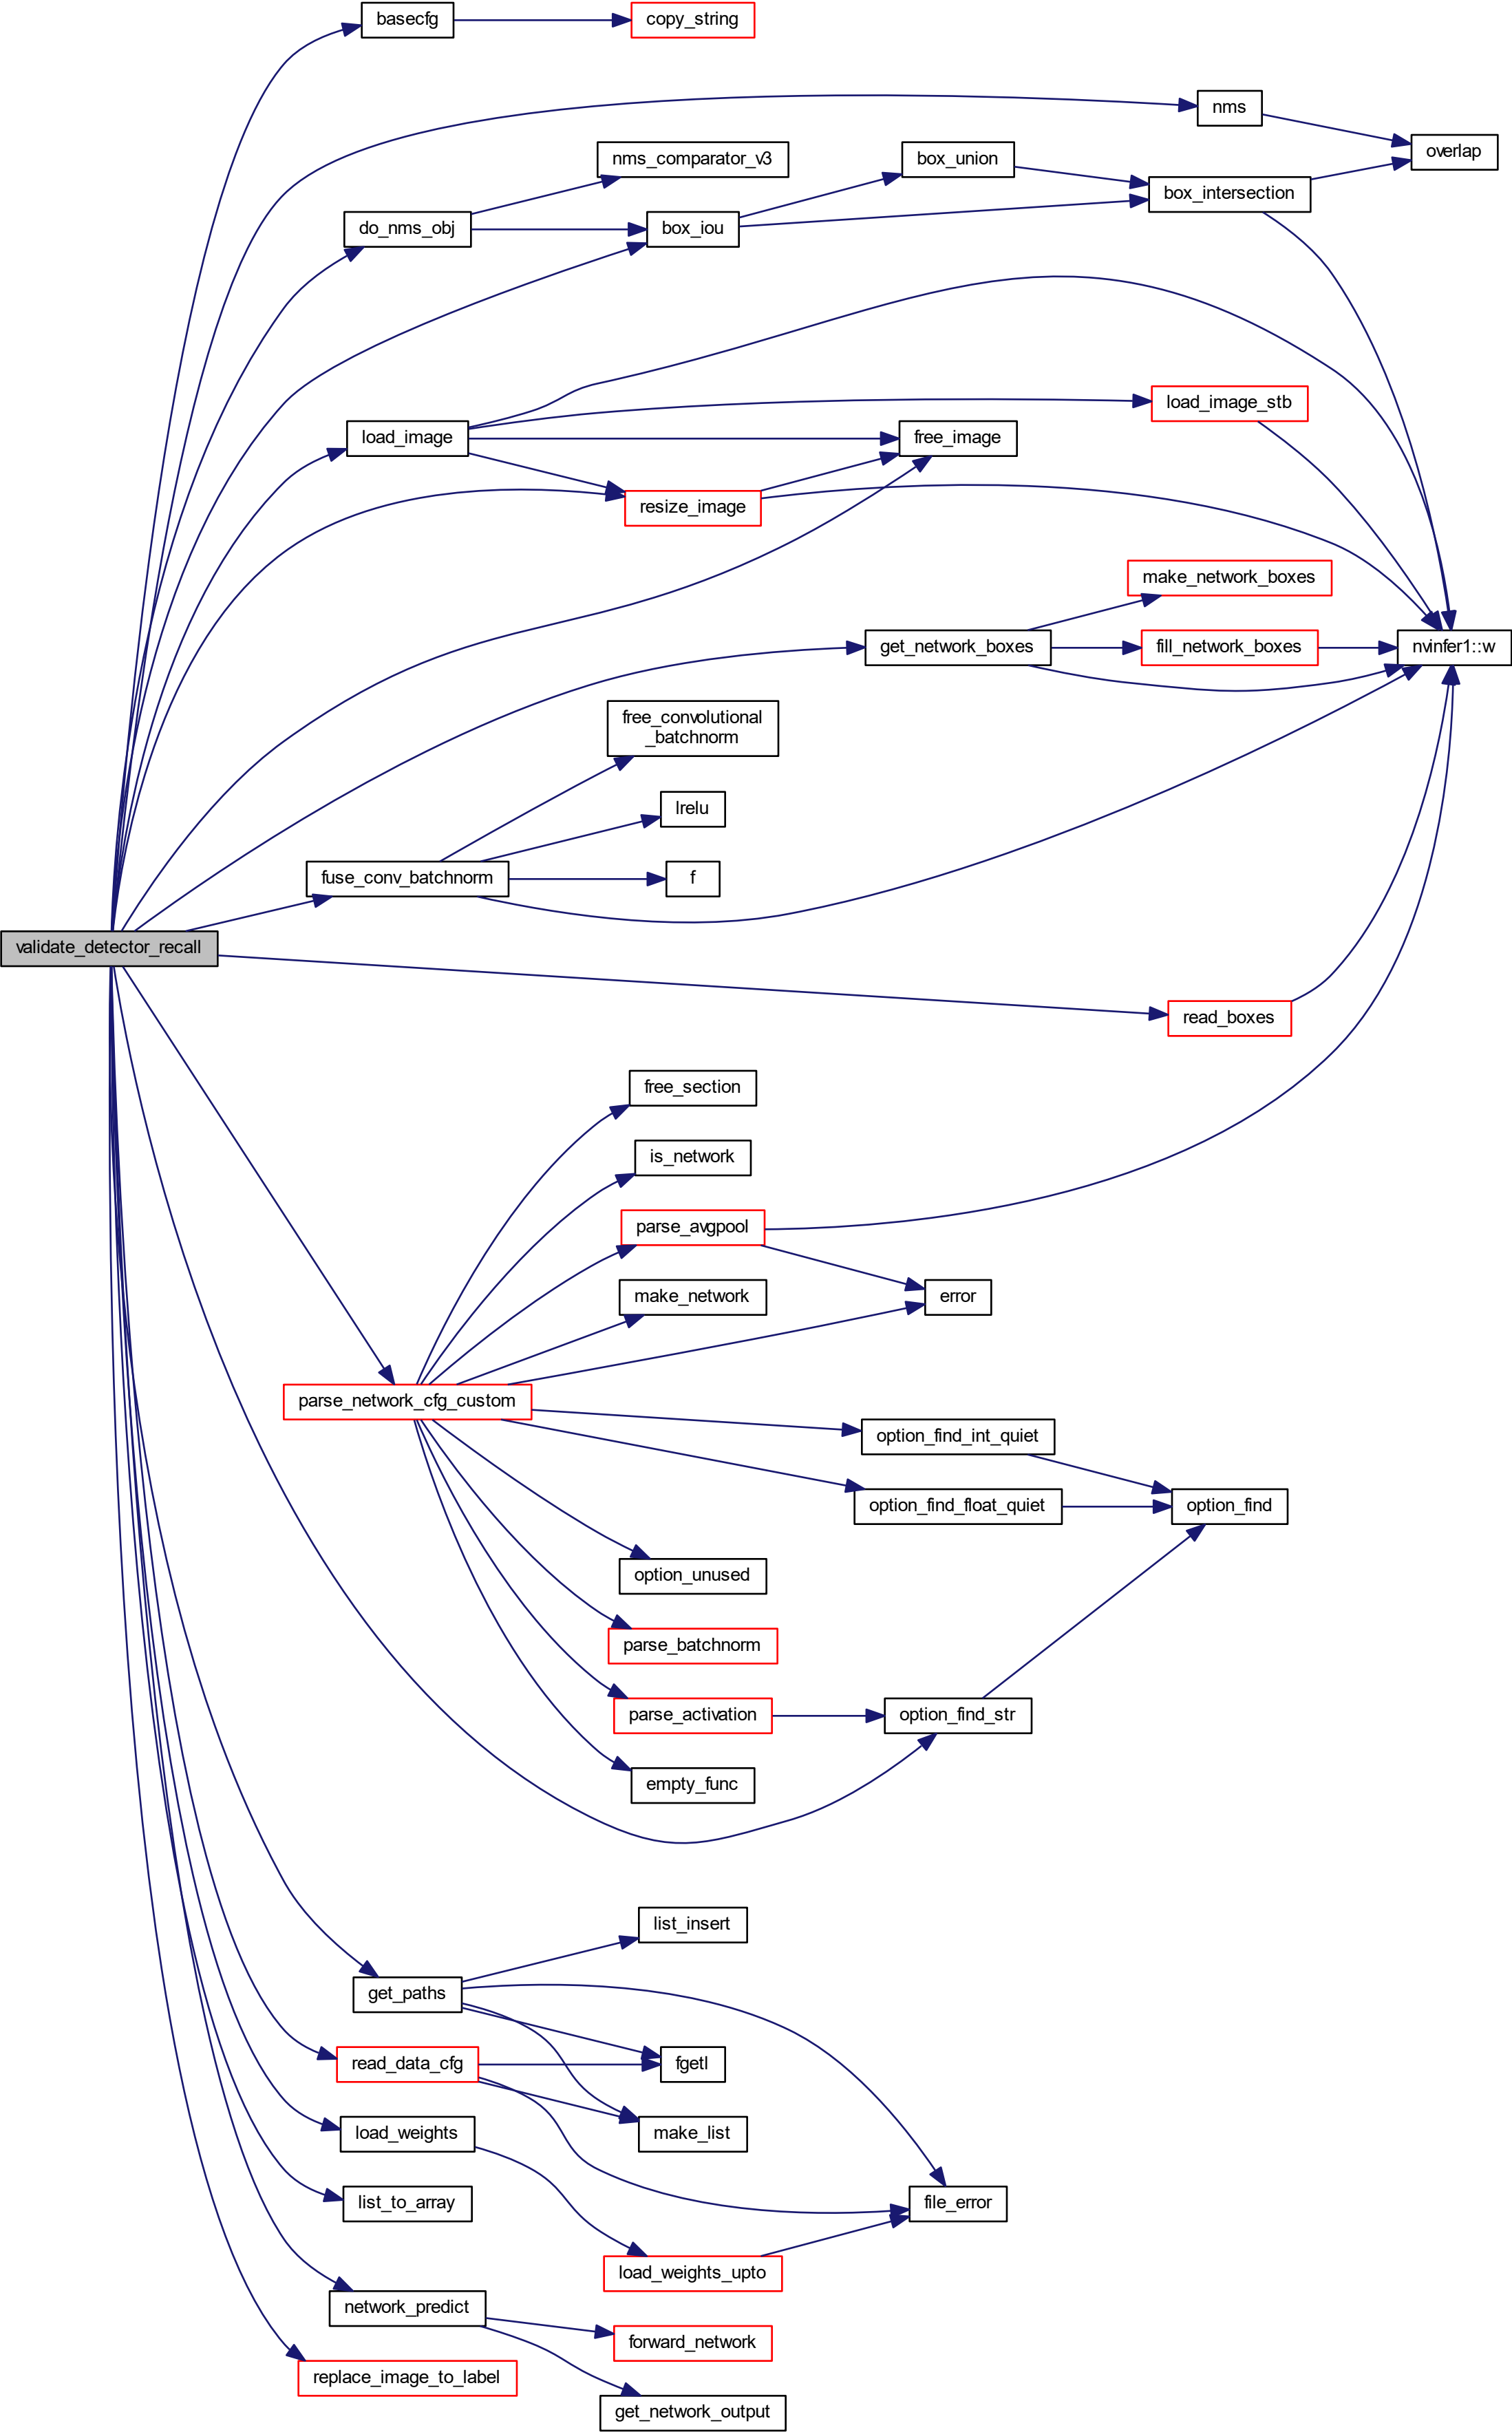 basecfg
copy_string
nms
overlap
nms_comparator_v3
box_union
box_intersection
do_nms_obj
box_iou
load_image_stb
load_image
free_image
resize_image
make_network_boxes
get_network_boxes
fill_network_boxes
nvinfer1::w
free_convolutional
_batchnorm
lrelu
fuse_conv_batchnorm
f
validate_detector_recall
read_boxes
free_section
is_network
parse_avgpool
make_network
error
parse_network_cfg_custom
option_find_int_quiet
option_find_float_quiet
option_find
option_unused
parse_batchnorm
parse_activation
option_find_str
empty_func
list_insert
get_paths
read_data_cfg
fgetl
load_weights
make_list
list_to_array
file_error
load_weights_upto
network_predict
forward_network
replace_image_to_label
get_network_output